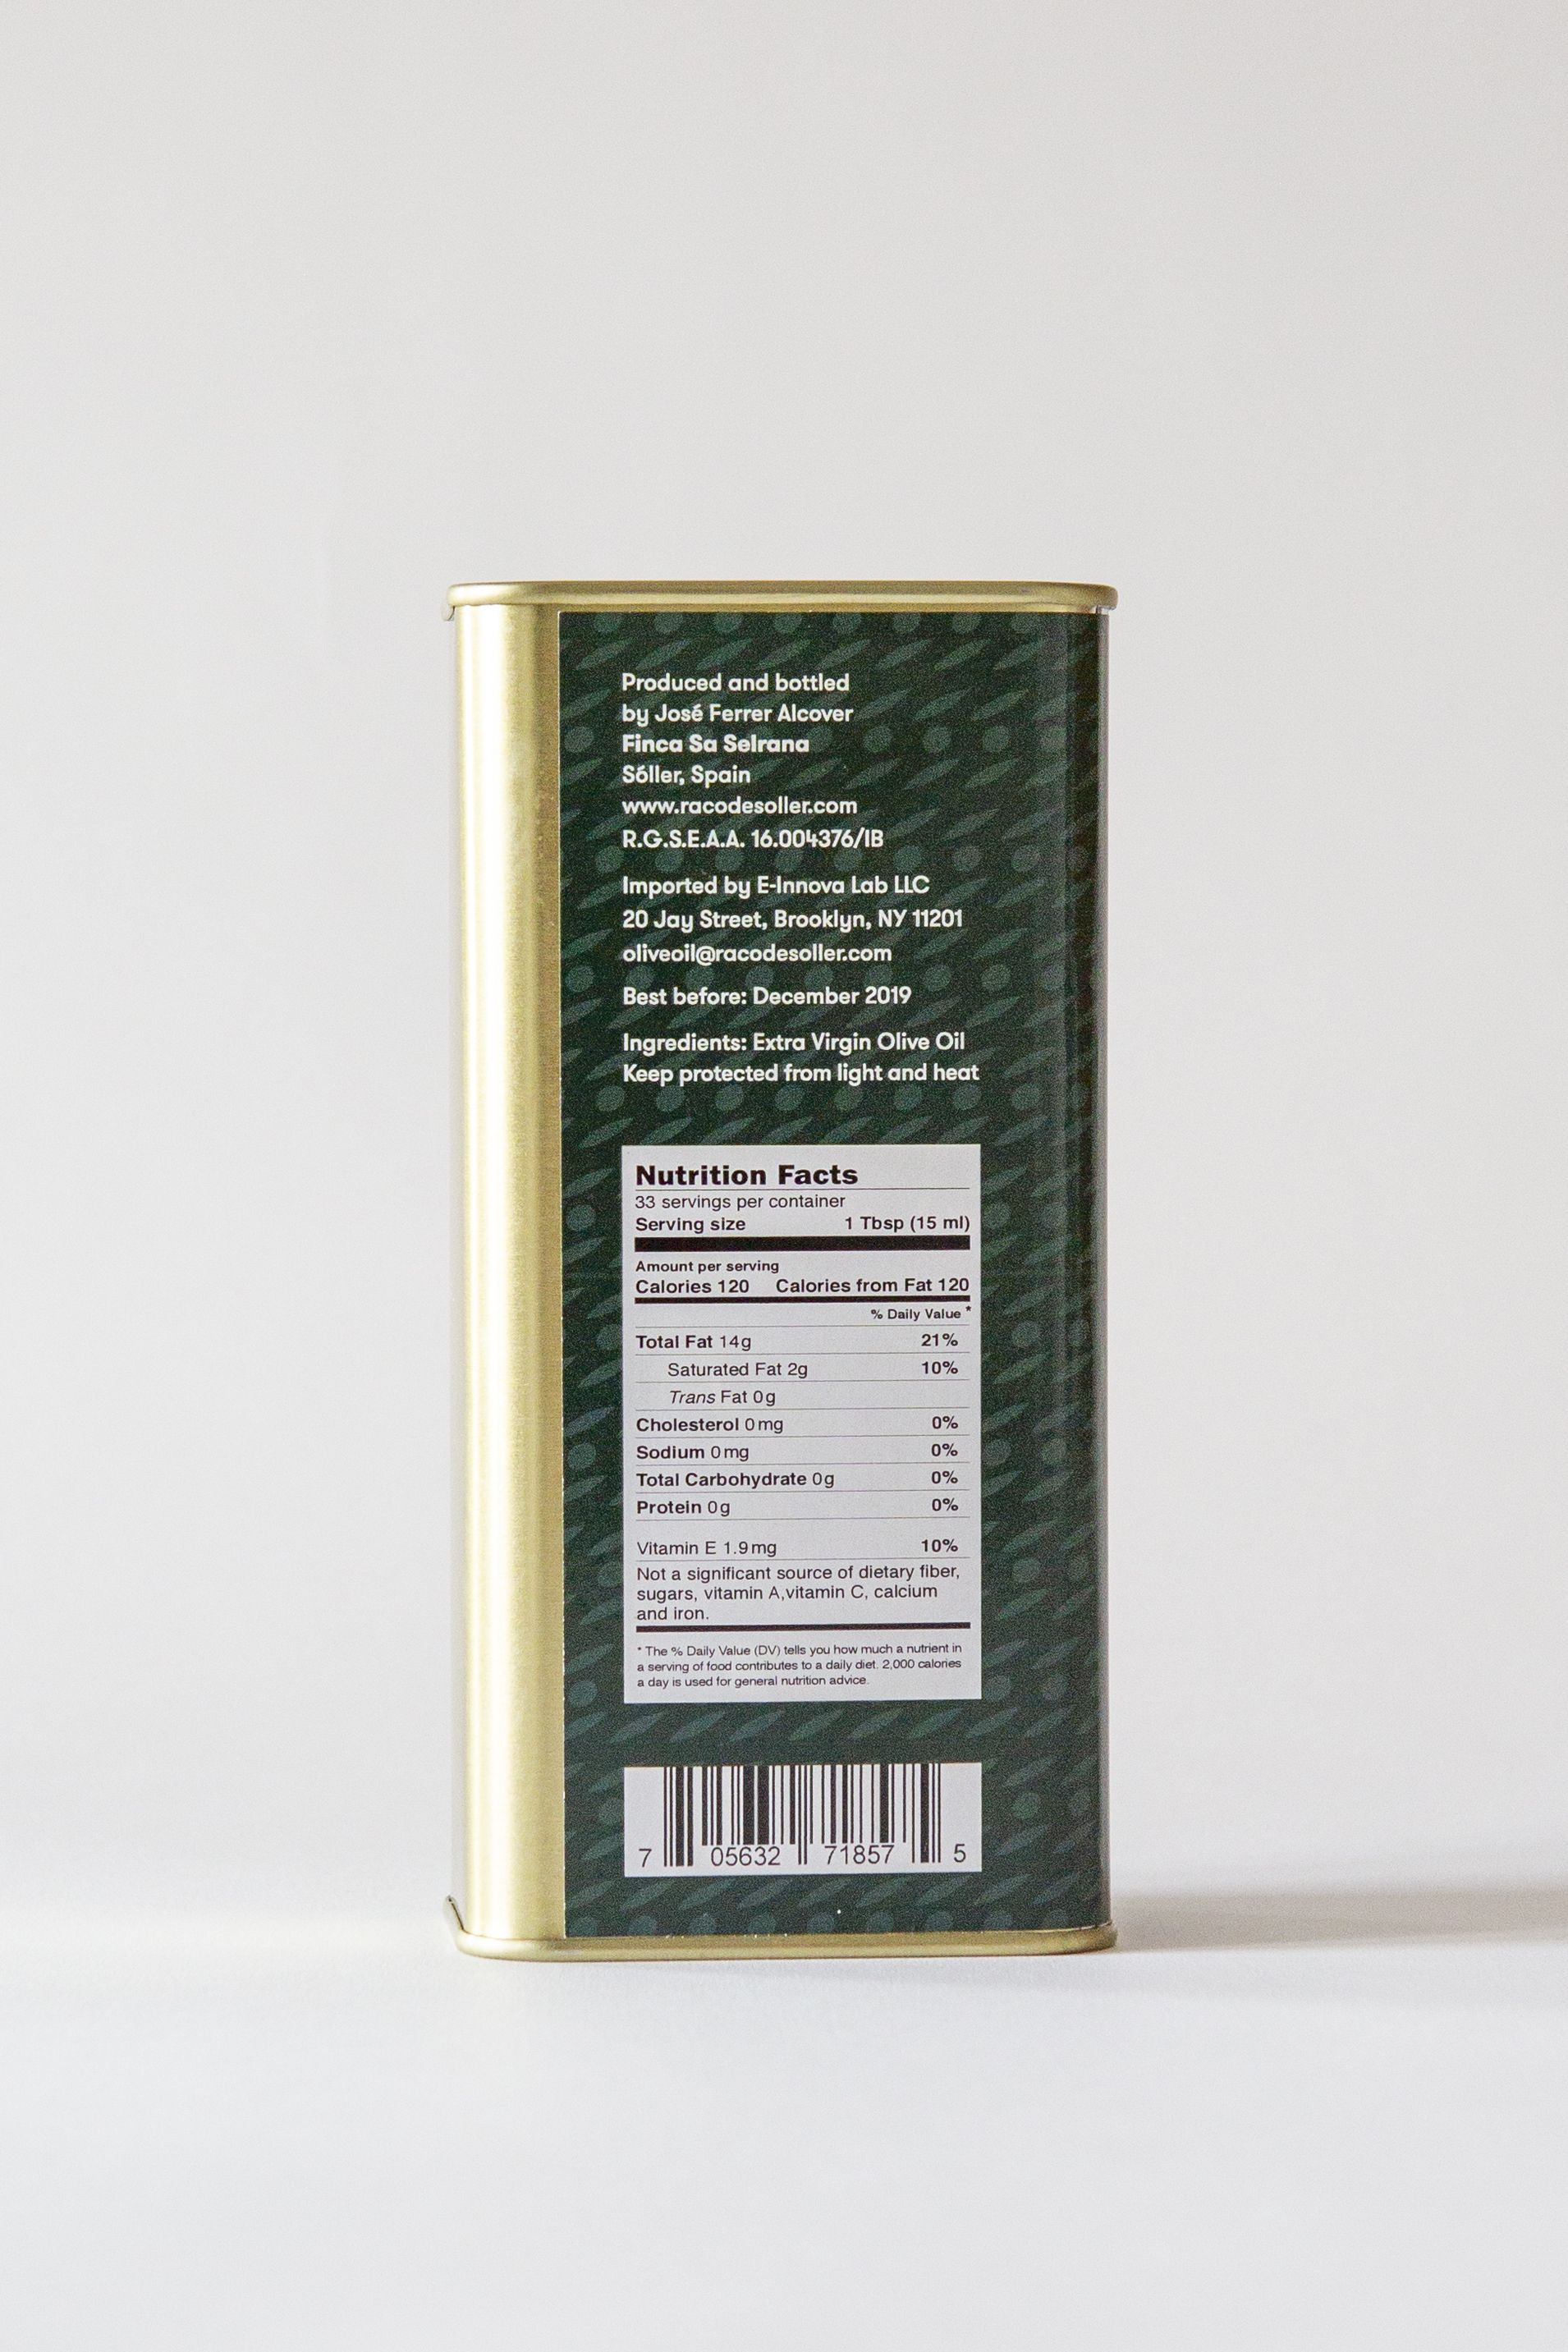 Produced and bottled
by José Ferrer Alcover
Finca Sa Selrana
Sóller, Spain
www.racodesoller.com
R.G.S.E.A.A. 16.004376/IB
Imported by E-Innova Lab LLC
20 Jay Street, Brooklyn, NY 11201
oliveoil@racodesoller.com
Best before: December 2019
Ingredients: Extra Virgin Olive Oil
Keep protected from light and heat
Nutrition Facts
33 servings per container
Serving size 1 Tbsp (15 ml)
Amount per serving
Calories 120 Calories from Fat 120
% Daily Value *
Total Fat 14g 21%
Saturated Fat 2g 10%
Trans Fat 0g
Cholesterol 0mg 0%
Sodium 0mg 0%
Total Carbohydrate 0g 0%
Protein 0g 0%
Vitamin E 1.9mg 10%
Not a significant source of dietary fiber,
sugars, vitamin A,vitamin C, calcium
and iron.
* The % Daily Value (DV) tells you how much a nutrient in
a serving of food contributes to a daily diet. 2,000 calories
a day is used for general nutrition advice.
7 05632 71857 5